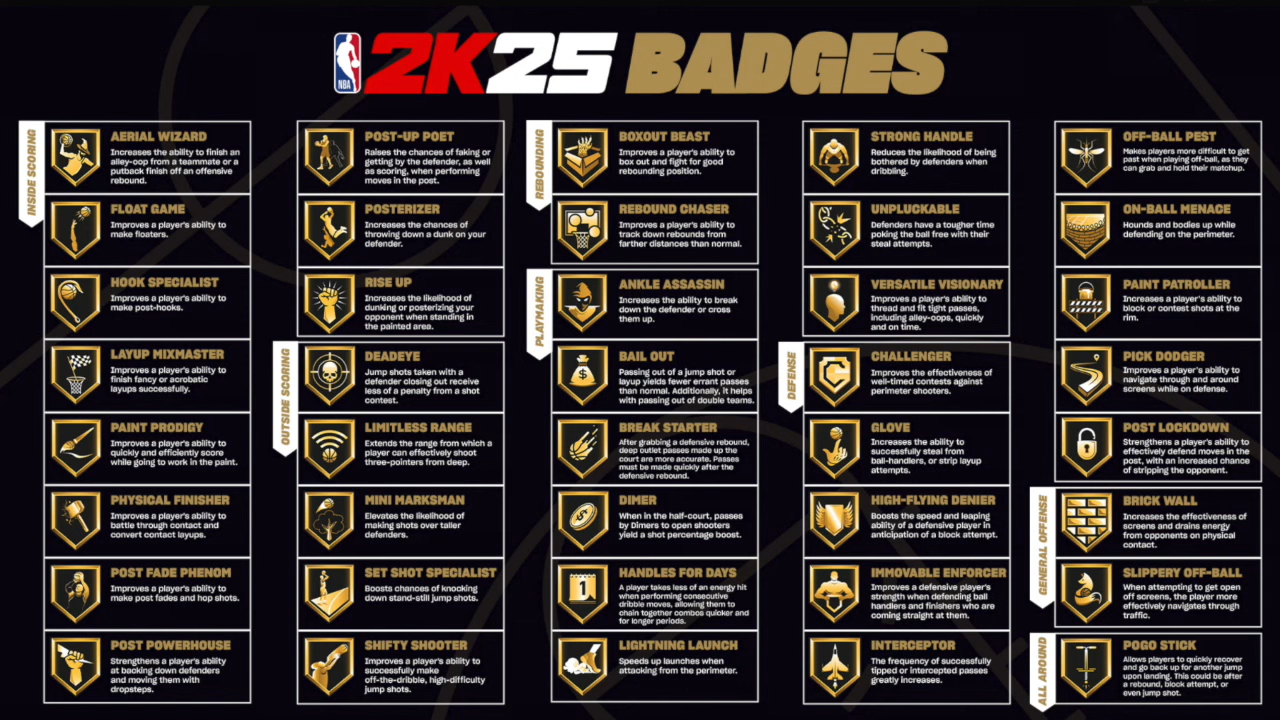 NBA 2K25 BADGES
INSIDE SCORING
AERIAL WIZARD
Increases the ability to finish an
alley-oop from a teammate or a
putback finish off an offensive
rebound.
FLOAT GAME
Improves a player's ability to
make floaters.
HOOK SPECIALIST
Improves a player's ability to
make post-hooks.
LAYUP MIXMASTER
Improves a player's ability to
finish fancy or acrobatic
layups successfully.
PAINT PRODIGY
Improves a player's ability to
quickly and efficiently score
while going to work in the paint.
PHYSICAL FINISHER
Improves a player's ability to
battle through contact and
convert contact layups.
POST FADE PHENOM
Improves a player's ability to
make post fades and hop shots.
POST POWERHOUSE
Strengthens a player's ability
at backing down defenders
and moving them with
dropsteps.
POST-UP POET
Raises the chances of faking or
getting by the defender, as well
as scoring, when performing
moves in the post.
POSTERIZER
Increases the chances of
throwing down a dunk on your
defender.
RISE UP
Increases the likelihood of
dunking or posterizing your
opponent when standing in
the painted area.
OUTSIDE SCORING
DEADEYE
Jump shots taken with a
defender closing out receive
less of a penalty from a shot
contest.
LIMITLESS RANGE
Extends the range from which a
player can effectively shoot
three-pointers from deep.
MINI MARKSMAN
Elevates the likelihood of
making shots over taller
defenders.
SET SHOT SPECIALIST
Boosts chances of knocking
down stand-still jump shots.
SHIFTY SHOOTER
Improves a player's ability to
successfully make
off-the-dribble, high-difficulty
jump shots.
REBOUNDING
BOXOUT BEAST
Improves a player's ability to
box out and fight for good
rebounding position.
REBOUND CHASER
Improves a player's ability to
track down rebounds from
farther distances than normal.
PLAYMAKING
ANKLE ASSASSIN
Increases the ability to break
down the defender or cross
them up.
BAIL OUT
Passing out of a jump shot or
layup yields fewer errant passes
than normal. Additionally, it helps
with passing out of double teams.
BREAK STARTER
After grabbing a defensive rebound,
deep outlet passes made up the
court are more accurate. Passes
must be made quickly after the
defensive rebound.
DIMER
When in the half-court, passes
by Dimers to open shooters
yield a shot percentage boost.
HANDLES FOR DAYS
1
A player takes less of an energy hit
when performing consecutive
dribble moves, allowing them to
chain together combos quicker and
for longer periods.
LIGHTNING LAUNCH
Speeds up launches when
attacking from the perimeter.
STRONG HANDLE
Reduces the likelihood of being
bothered by defenders when
dribbling.
UNPLUCKABLE
Defenders have a tougher time
poking the ball free with their
steal attempts.
VERSATILE VISIONARY
Improves a player's ability to
thread and fit tight passes,
including alley-oops, quickly
and on time.
DEFENSE
CHALLENGER
Improves the effectiveness of
well-timed contests against
perimeter shooters.
GLOVE
Increases the ability to
successfully steal from
ball-handlers, or strip layup
attempts.
HIGH-FLYING DENIER
Boosts the speed and leaping
ability of a defensive player in
anticipation of a block attempt.
IMMOVABLE ENFORCER
Improves a defensive player's
strength when defending ball
handlers and finishers who are
coming straight at them.
INTERCEPTOR
The frequency of successfully
tipped or intercepted passes
greatly increases.
OFF-BALL PEST
Makes players more difficult to get
past when playing off-ball, as they
can grab and hold their matchup.
ON-BALL MENACE
Hounds and bodies up while
defending on the perimeter.
PAINT PATROLLER
Increases a player's ability to
block or contest shots at the
rim.
PICK DODGER
Improves a player's ability to
navigate through and around
screens while on defense.
POST LOCKDOWN
Strengthens a player's ability to
effectively defend moves in the
post, with an increased chance
of stripping the opponent.
GENERAL OFFENSE
BRICK WALL
Increases the effectiveness of
screens and drains energy
from opponents on physical
contact.
SLIPPERY OFF-BALL
When attempting to get open
off screens, the player more
effectively navigates through
traffic.
ALL AROUND
POGO STICK
Allows players to quickly recover
and go back up for another jump
upon landing. This could be after
a rebound, block attempt, or
even jump shot.